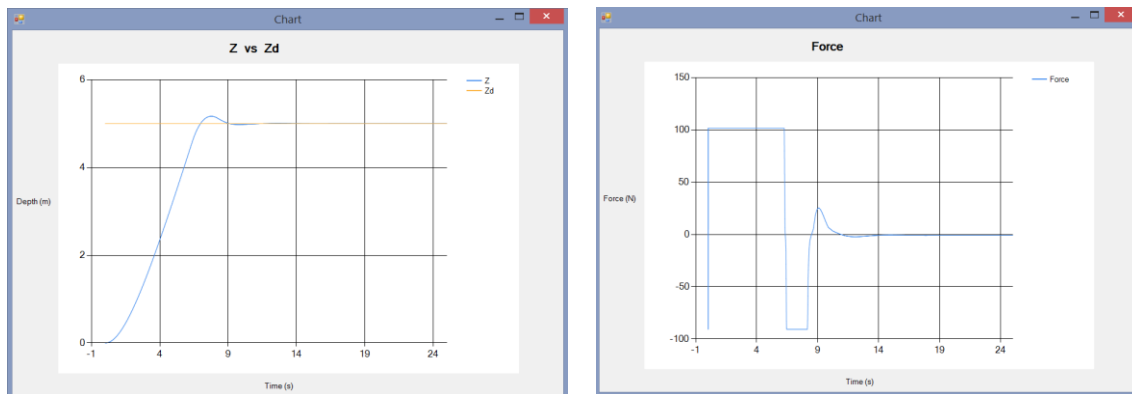 Chart
Z vs Zd
6
4
2
0
-1 4 9 14 19 24
Depth (m)
Time (s)
Z
Zd
Chart
Force
150
100
50
0
-50
-100
-1 4 9 14 19 24
Force (N)
Time (s)
Force